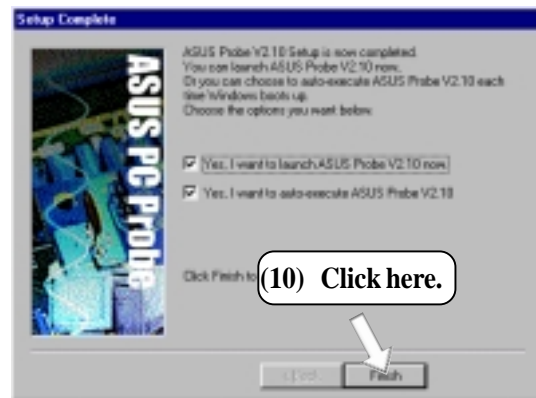 Setup Complete
ASUS PC Probe
ASUS Probe V2.10 Setup is now completed.
You can launch ASUS Probe V2.10 now.
Or you can choose to auto-execute ASUS Probe V2.10 each
time Windows boots up.
Choose the options you want below.
Yes, I want to launch ASUS Probe V2.10 now.
Yes, I want to auto-execute ASUS Probe V2.10
Click Finish to
(10) Click here.
< Back
Finish